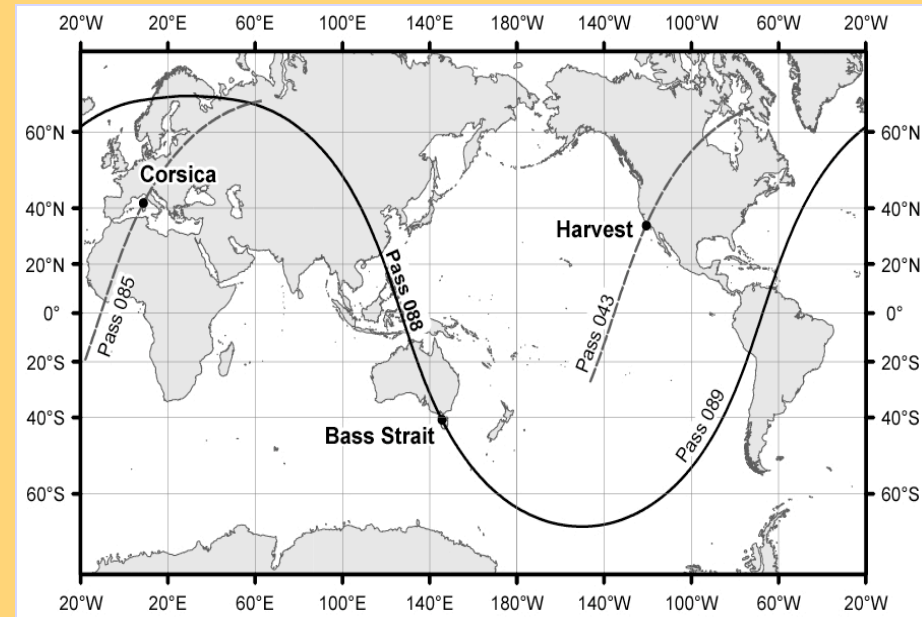 20°W 20°E 60°E 100°E 140°E 180°W 140°W 100°W 60°W 20°W
60°N 60°N
Corsica
40°N 40°N
Harvest
20°N 20°N
Pass 088
Pass 085
0° 0°
Pass 043
20°S 20°S
Pass 089
40°S 40°S
Bass Strait
60°S 60°S
20°W 20°E 60°E 100°E 140°E 180°W 140°W 100°W 60°W 20°W